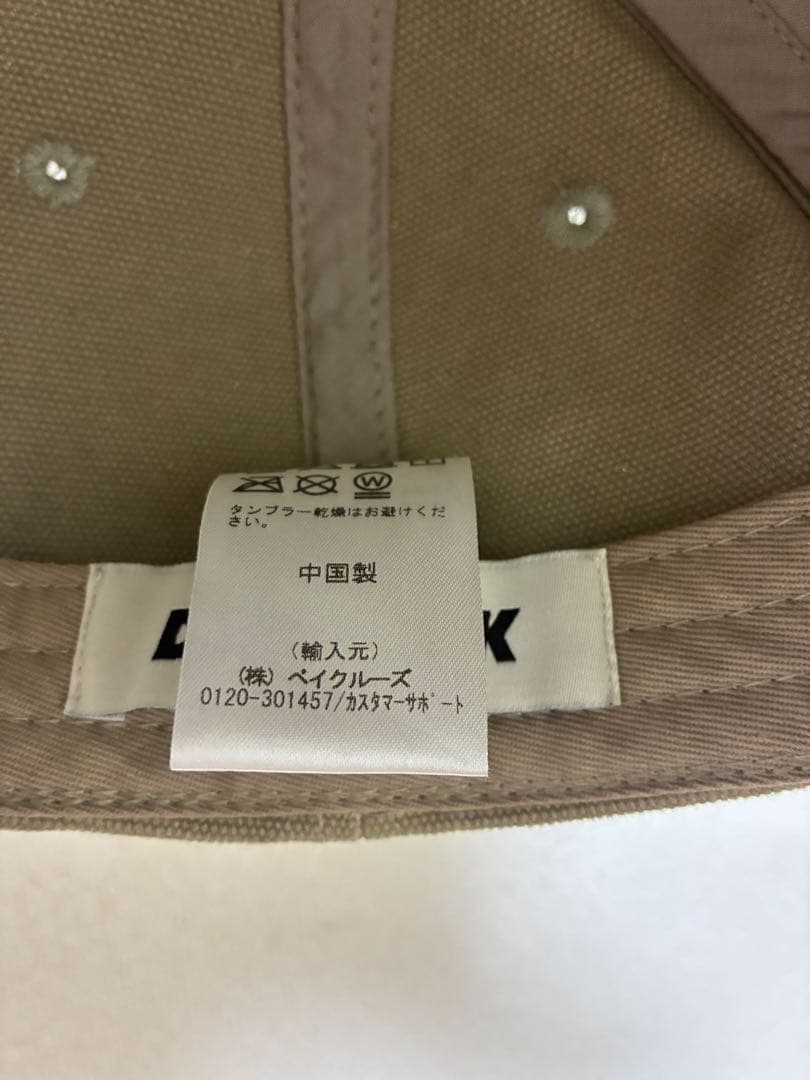 タンブラー乾燥はお避けくだ
さい。
中国製
(輸入元)
(株) ベイクルーズ
0120-301457/カスタマーサポート